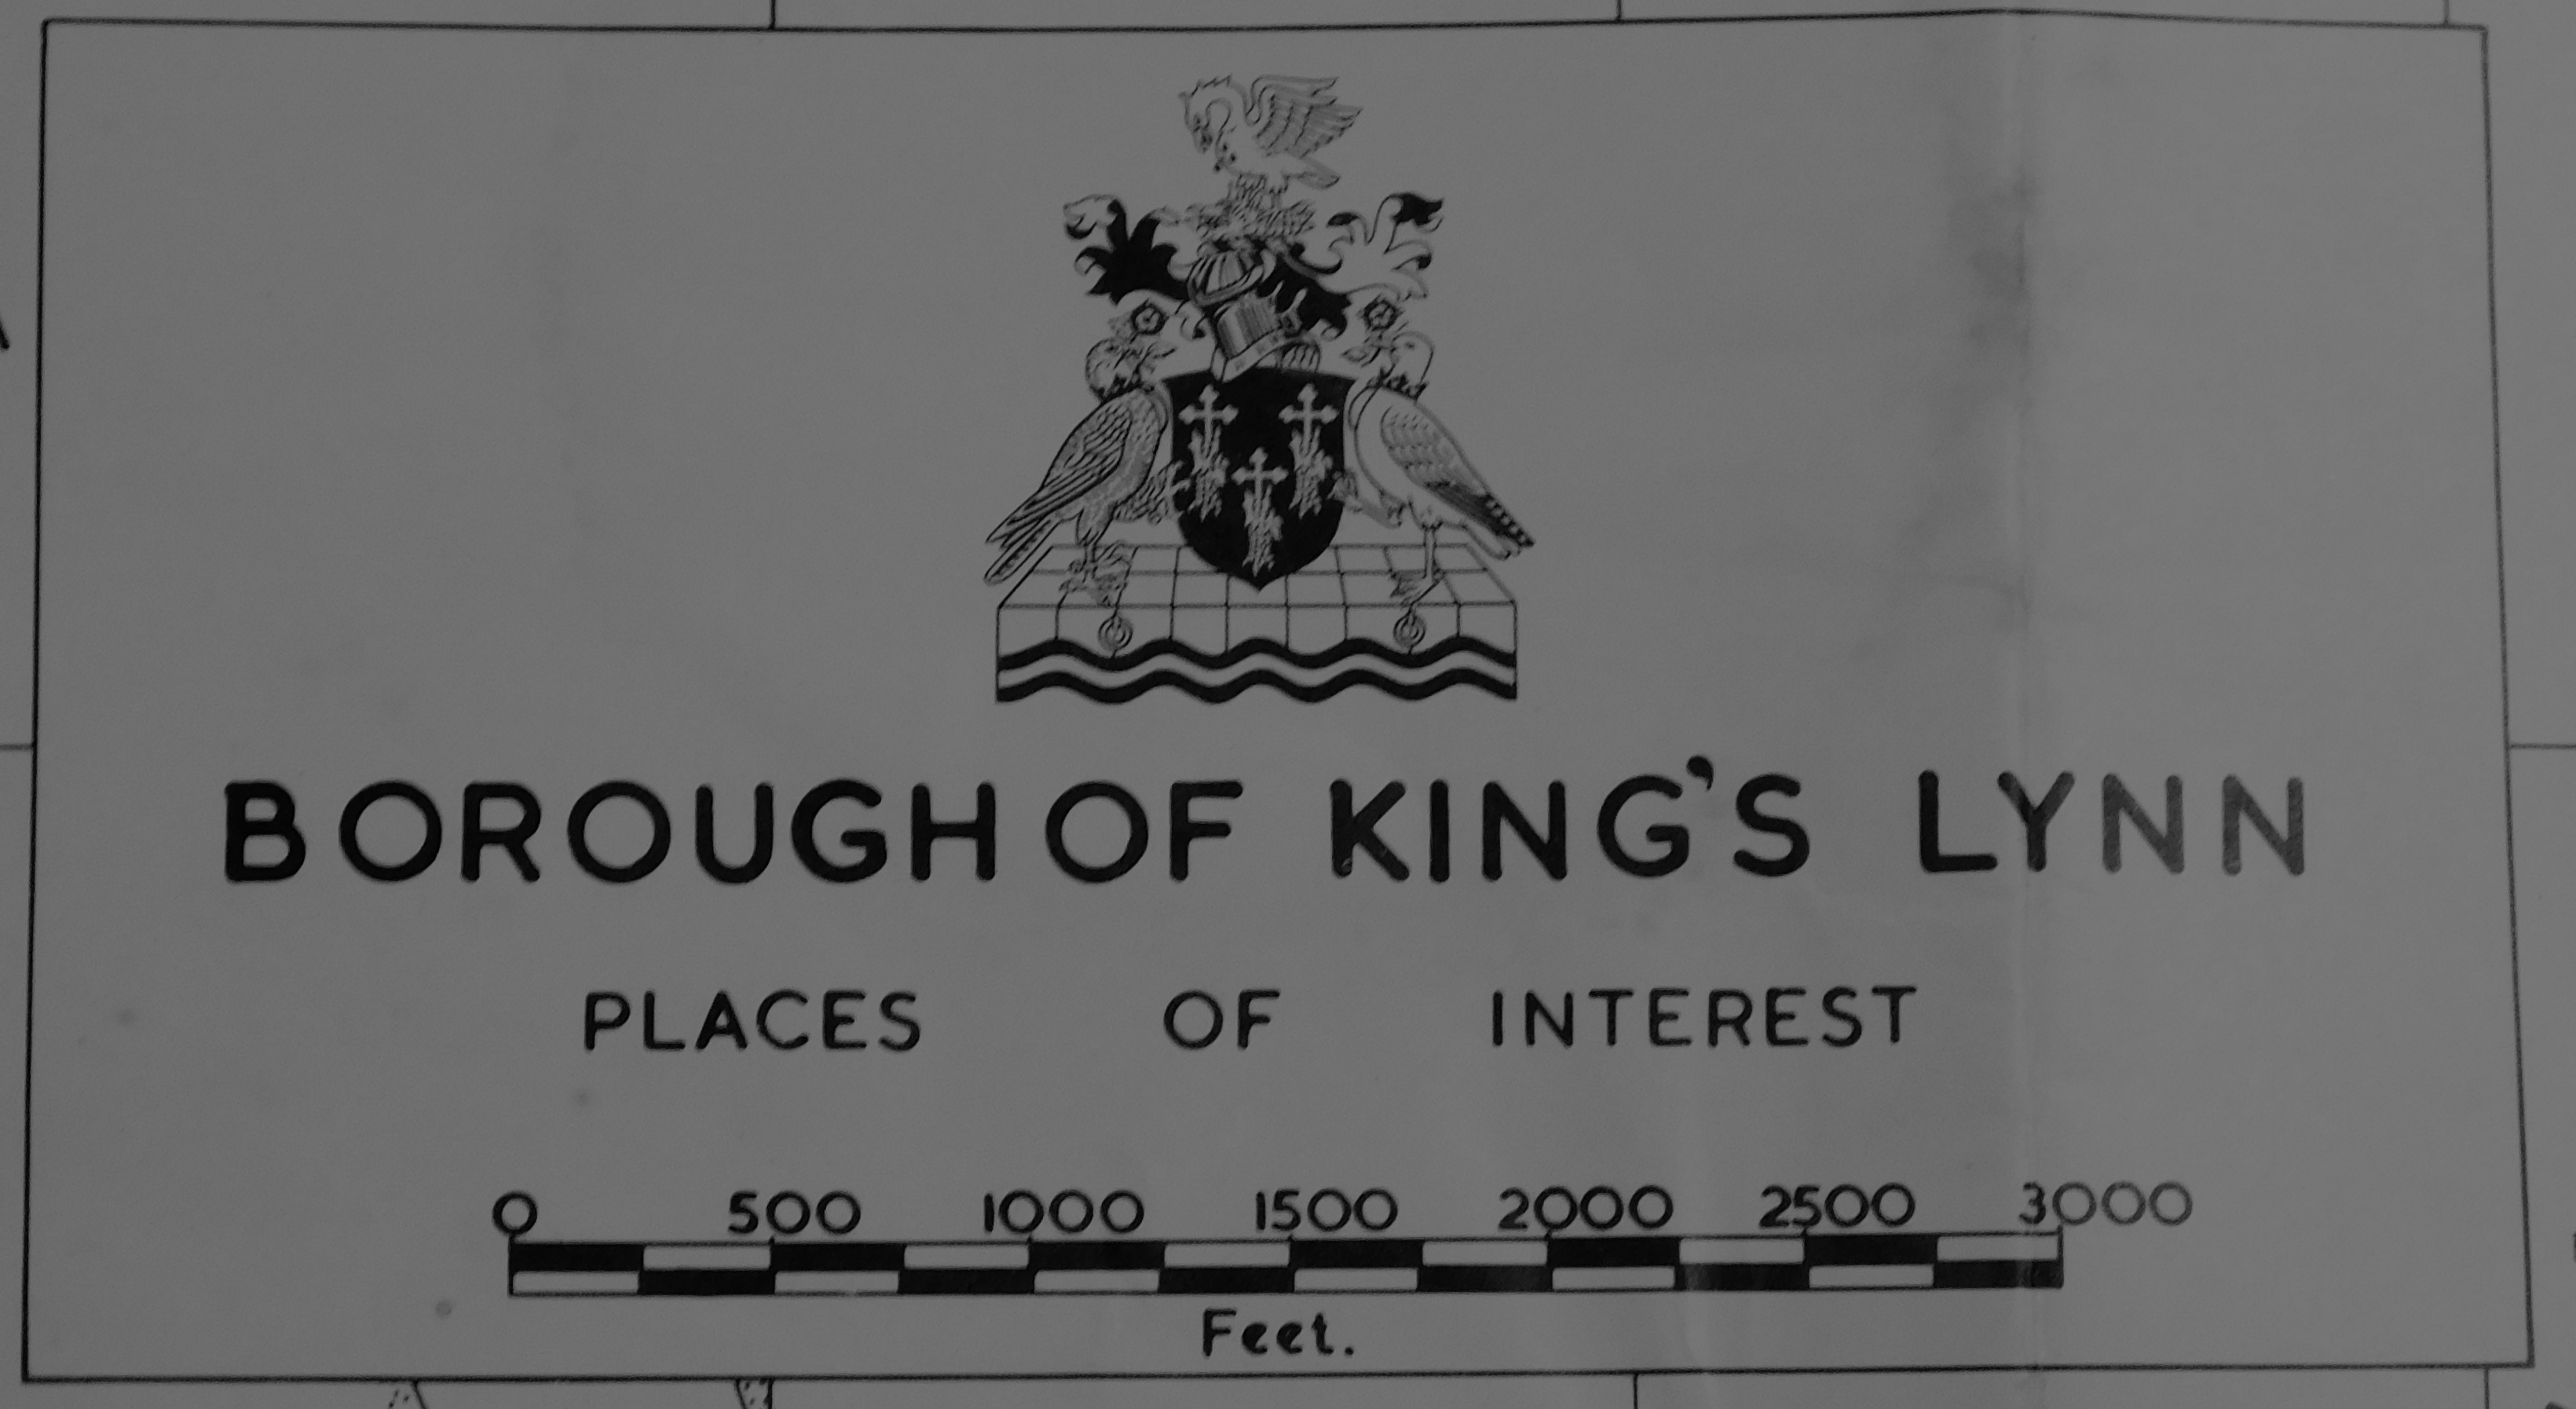 BOROUGH OF KING'S LYNN
PLACES OF INTEREST
0 500 1000 1500 2000 2500 3000
Feet.